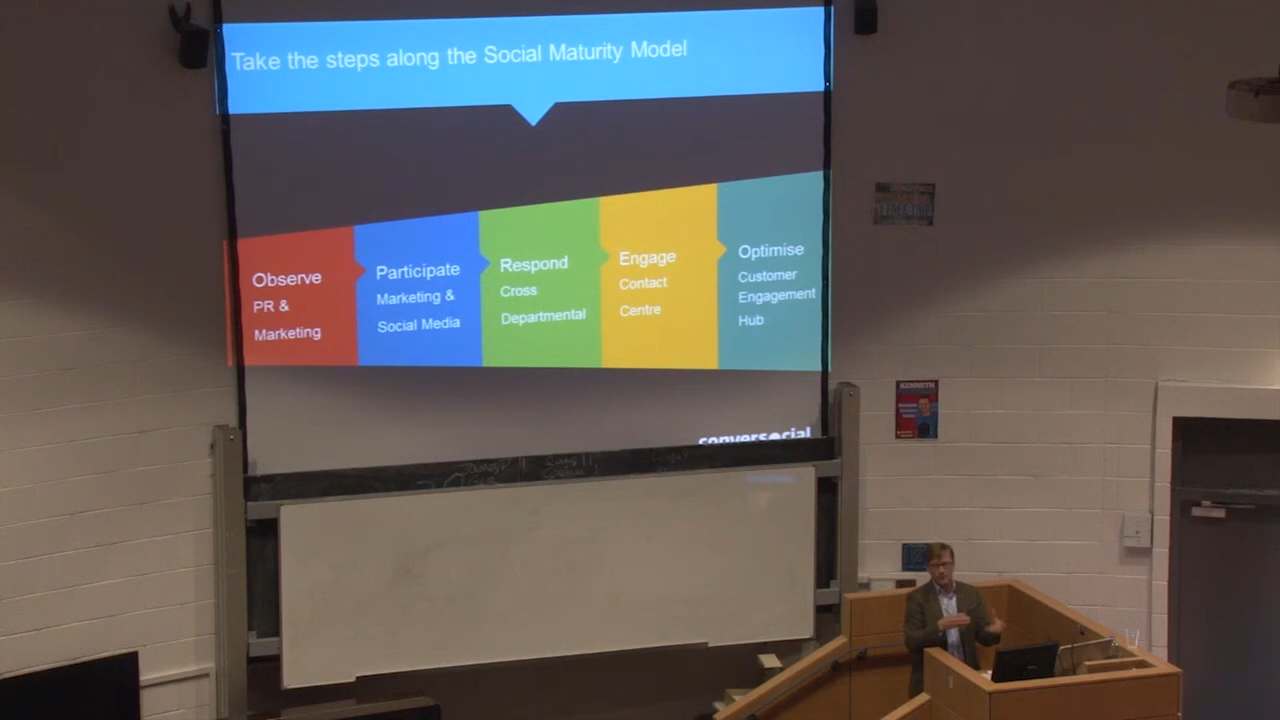 Take the steps along the Social Maturity Model
Observe
PR &
Marketing
Participate
Marketing &
Social Media
Respond
Cross
Departmental
Engage
Contact
Centre
Optimise
Customer
Engagement
Hub
conversocial
KENNETH